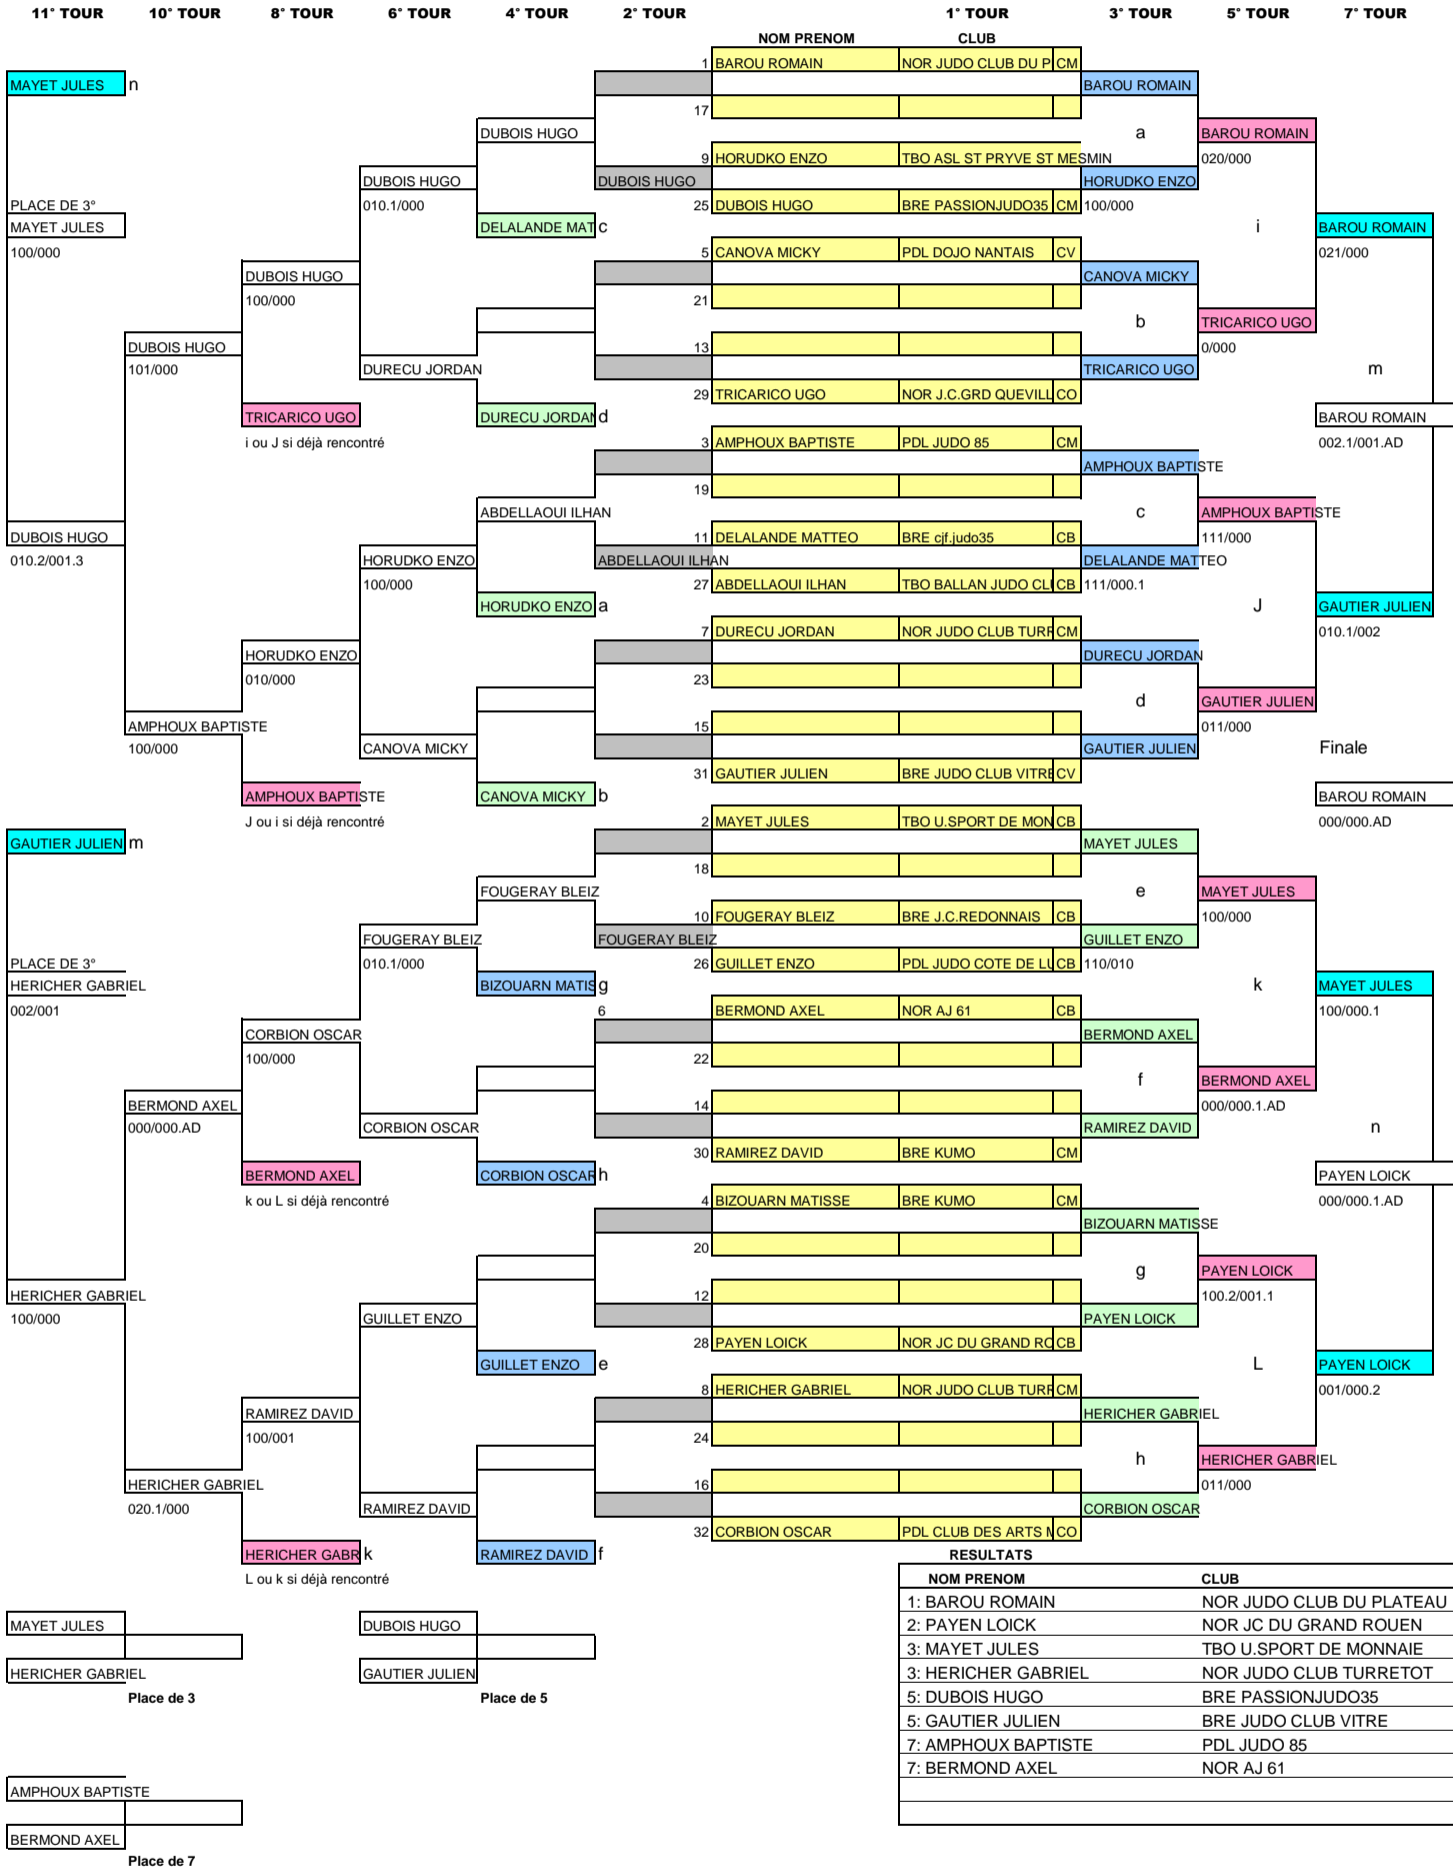 11° TOUR 10° TOUR 8° TOUR 6° TOUR 4° TOUR 2° TOUR 1° TOUR 3° TOUR 5° TOUR 7° TOUR
NOM PRENOM CLUB
1 BAROU ROMAIN NOR JUDO CLUB DU P CM
MAYET JULES n BAROU ROMAIN
17
DUBOIS HUGO a BAROU ROMAIN
9 HORUDKO ENZO TBO ASL ST PRYVE ST MESMIN 020/000
DUBOIS HUGO DUBOIS HUGO HORUDKO ENZO
PLACE DE 3° 010.1/000 25 DUBOIS HUGO BRE PASSIONJUDO35 CM 100/000
MAYET JULES DELALANDE MAT c i BAROU ROMAIN
100/000 5 CANOVA MICKY PDL DOJO NANTAIS CV 021/000
DUBOIS HUGO CANOVA MICKY
100/000 21
b TRICARICO UGO
DUBOIS HUGO 13 0/000
101/000 DURECU JORDAN TRICARICO UGO m
29 TRICARICO UGO NOR J.C.GRD QUEVILL CO
TRICARICO UGO DURECU JORDAN d BAROU ROMAIN
i ou J si déjà rencontré 3 AMPHOUX BAPTISTE PDL JUDO 85 CM 002.1/001.AD
AMPHOUX BAPTISTE
19
ABDELLAOUI ILHAN c AMPHOUX BAPTISTE
DUBOIS HUGO 11 DELALANDE MATTEO BRE cjf.judo35 CB 111/000
010.2/001.3 HORUDKO ENZO ABDELLAOUI ILHAN DELALANDE MATTEO
100/000 27 ABDELLAOUI ILHAN TBO BALLAN JUDO CLI CB 111/000.1
HORUDKO ENZO a J GAUTIER JULIEN
7 DURECU JORDAN NOR JUDO CLUB TURF CM 010.1/002
HORUDKO ENZO DURECU JORDAN
010/000 23
d GAUTIER JULIEN
AMPHOUX BAPTISTE 15 011/000
100/000 CANOVA MICKY GAUTIER JULIEN Finale
31 GAUTIER JULIEN BRE JUDO CLUB VITRE CV
AMPHOUX BAPTISTE CANOVA MICKY b BAROU ROMAIN
J ou i si déjà rencontré 2 MAYET JULES TBO U.SPORT DE MON CB 000/000.AD
GAUTIER JULIEN m MAYET JULES
18
FOUGERAY BLEIZ e MAYET JULES
10 FOUGERAY BLEIZ BRE J.C.REDONNAIS CB 100/000
FOUGERAY BLEIZ FOUGERAY BLEIZ GUILLET ENZO
PLACE DE 3° 010.1/000 26 GUILLET ENZO PDL JUDO COTE DE LU CB 110/010
HERICHER GABRIEL BIZOUARN MATIS g k MAYET JULES
002/001 6 BERMOND AXEL NOR AJ 61 CB 100/000.1
CORBION OSCAR BERMOND AXEL
100/000 22
f BERMOND AXEL
BERMOND AXEL 14 000/000.1.AD
000/000.AD CORBION OSCAR RAMIREZ DAVID n
30 RAMIREZ DAVID BRE KUMO CM
BERMOND AXEL CORBION OSCAR h PAYEN LOICK
k ou L si déjà rencontré 4 BIZOUARN MATISSE BRE KUMO CM 000/000.1.AD
BIZOUARN MATISSE
20
g PAYEN LOICK
HERICHER GABRIEL 12 100.2/001.1
100/000 GUILLET ENZO PAYEN LOICK
28 PAYEN LOICK NOR JC DU GRAND RO CB
GUILLET ENZO e L PAYEN LOICK
8 HERICHER GABRIEL NOR JUDO CLUB TURF CM 001/000.2
RAMIREZ DAVID HERICHER GABRIEL
100/001 24
h HERICHER GABRIEL
HERICHER GABRIEL 16 011/000
020.1/000 RAMIREZ DAVID CORBION OSCAR
32 CORBION OSCAR PDL CLUB DES ARTS M CO
HERICHER GABR k RAMIREZ DAVID f RESULTATS
L ou k si déjà rencontré NOM PRENOM CLUB
1: BAROU ROMAIN NOR JUDO CLUB DU PLATEAU
MAYET JULES DUBOIS HUGO 2: PAYEN LOICK NOR JC DU GRAND ROUEN
3: MAYET JULES TBO U.SPORT DE MONNAIE
HERICHER GABRIEL GAUTIER JULIEN 3: HERICHER GABRIEL NOR JUDO CLUB TURRETOT
Place de 3 Place de 5 5: DUBOIS HUGO BRE PASSIONJUDO35
5: GAUTIER JULIEN BRE JUDO CLUB VITRE
7: AMPHOUX BAPTISTE PDL JUDO 85
7: BERMOND AXEL NOR AJ 61
AMPHOUX BAPTISTE
BERMOND AXEL
Place de 7